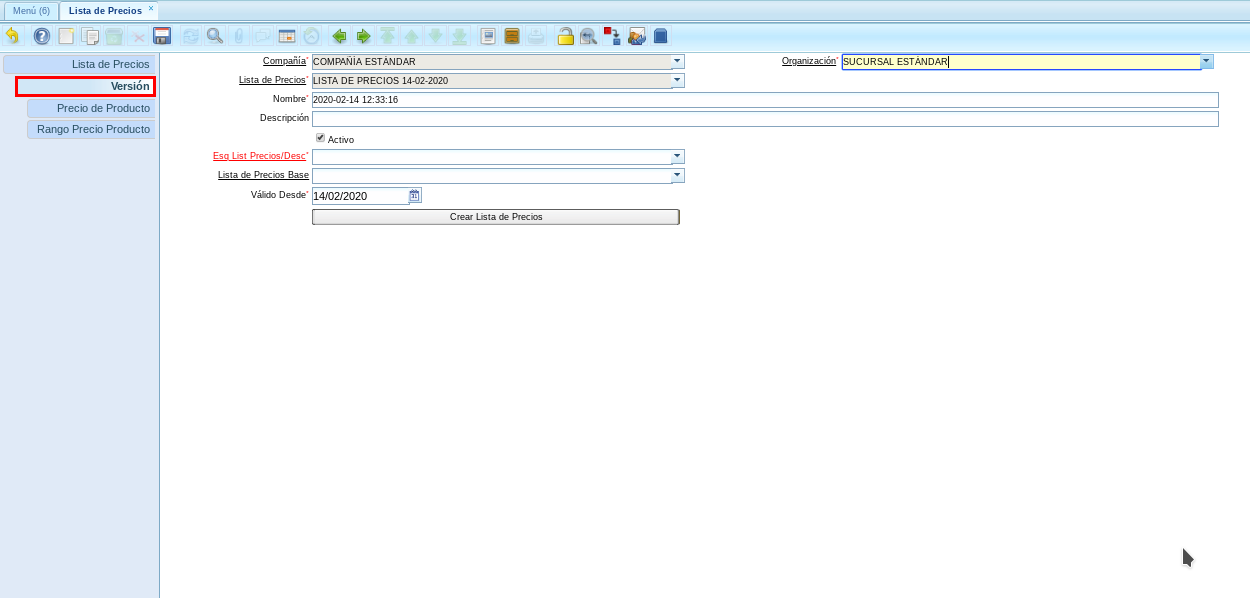 Menú (6) Lista de Precios ×
Lista de Precios
Versión
Precio de Producto
Rango Precio Producto
Compañía* COMPAÑÍA ESTÁNDAR Organización* SUCURSAL ESTÁNDAR
Lista de Precios* LISTA DE PRECIOS 14-02-2020
Nombre* 2020-02-14 12:33:16
Descripción
Activo
Esq List Precios/Desc*
Lista de Precios Base
Válido Desde* 14/02/2020 31
Crear Lista de Precios